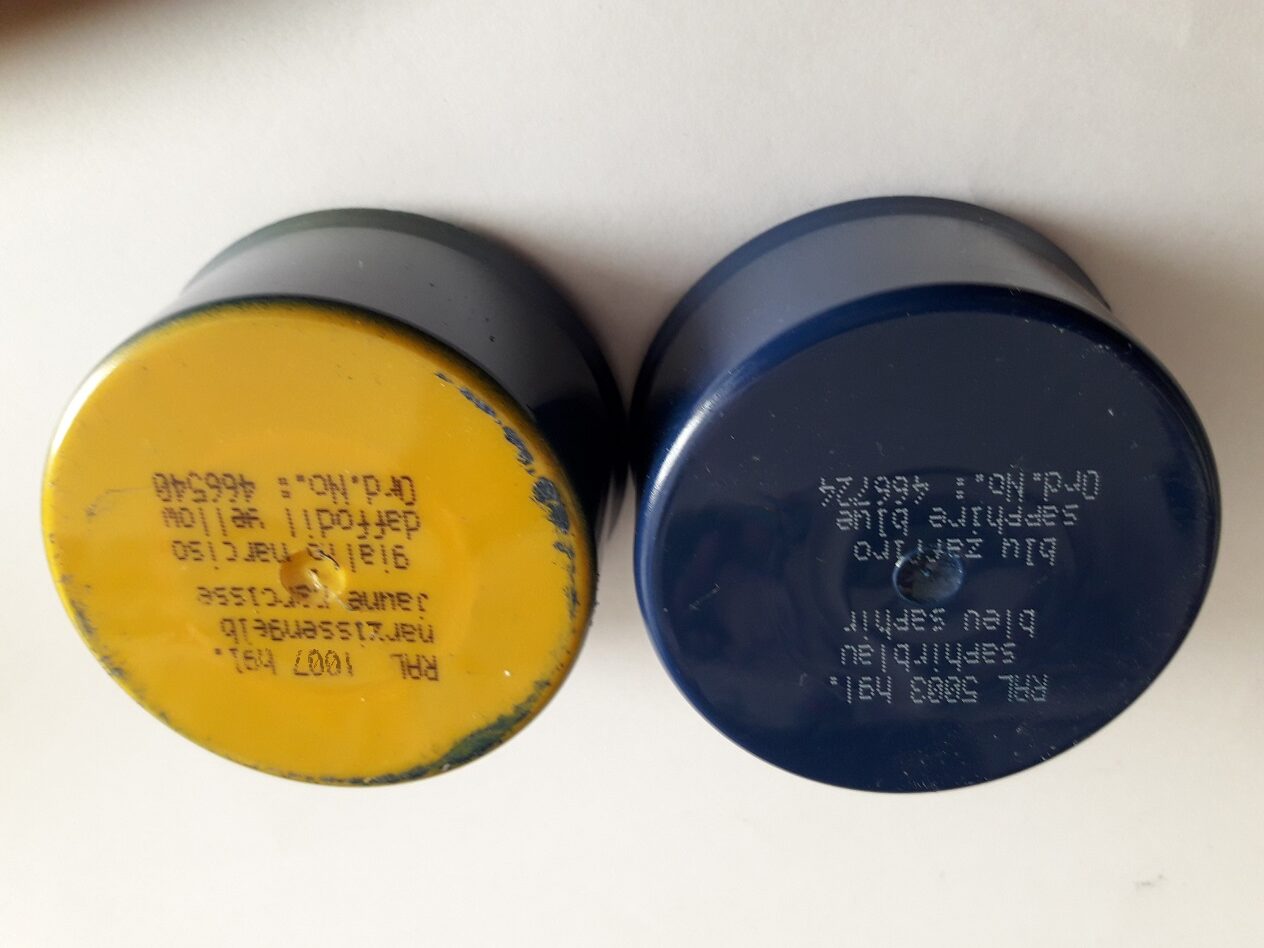 RAL 1007 hgl.
narzissengelb
jaune narcisse
giallo narciso
daffodil yellow
Ord.No.: 466540
RAL 5003 hgl.
saphirblau
bleu saphir
blu zaffiro
sapphire blue
Ord.No.: 466724